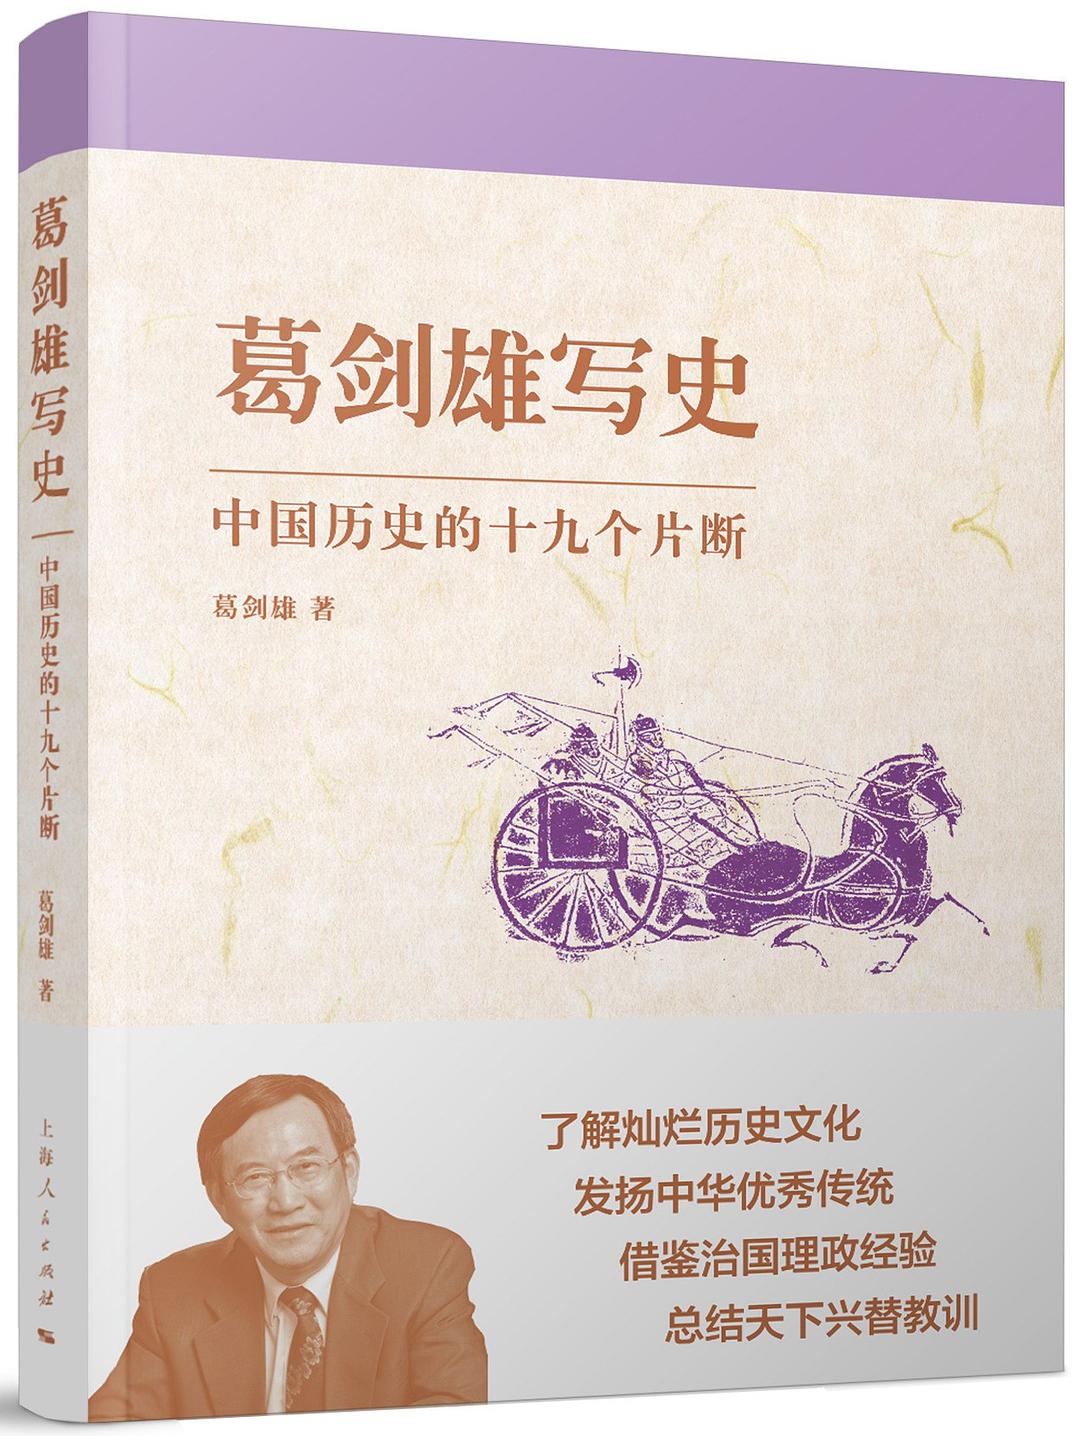 葛剑雄写史
中国历史的十九个片断
葛剑雄 著
了解灿烂历史文化
发扬中华优秀传统
借鉴治国理政经验
总结天下兴替教训
葛剑雄写史
中国历史的十九个片断
葛剑雄 著
上海人民出版社